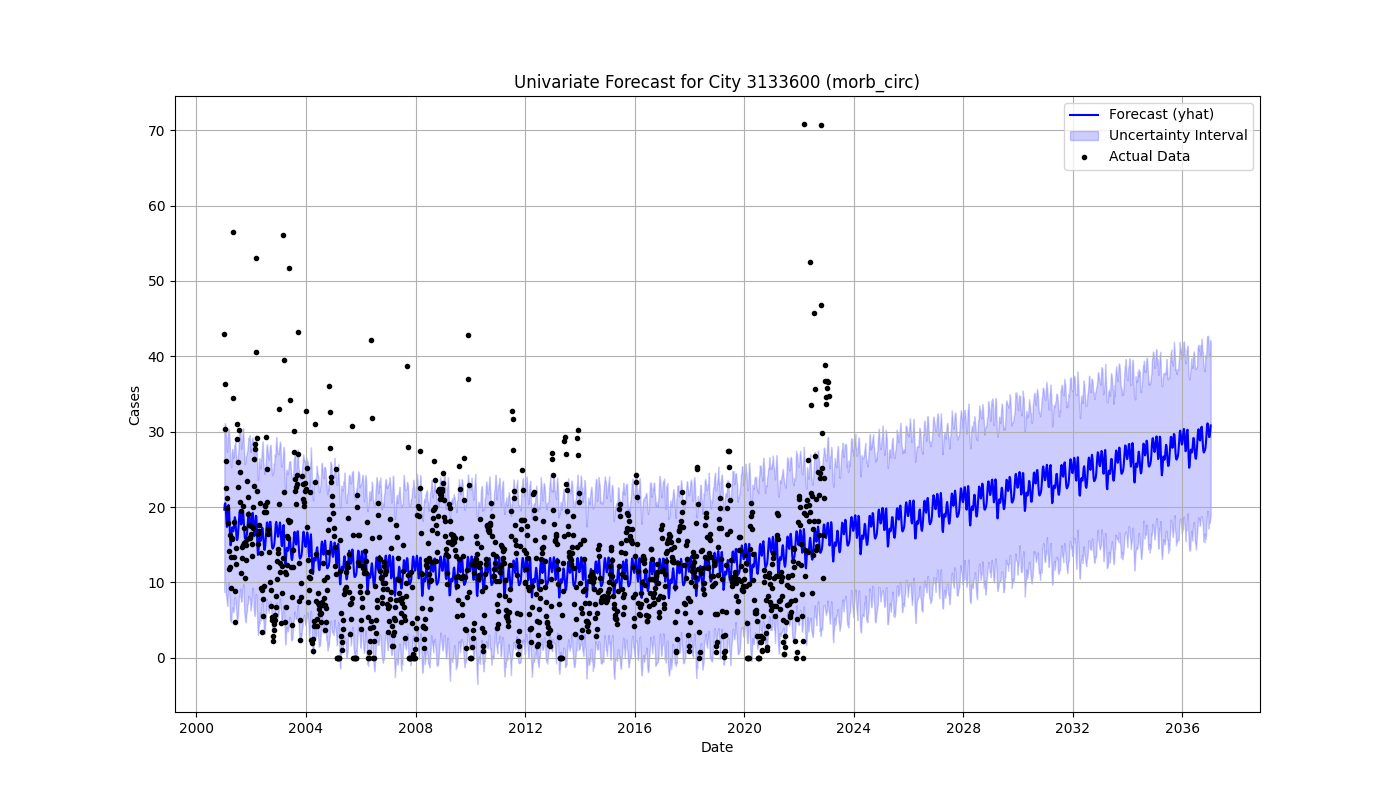 Univariate Forecast for City 3133600 (morb_circ)
Forecast (yhat)
Uncertainty Interval
Actual Data
Cases
70
60
50
40
30
20
10
0
2000 2004 2008 2012 2016 2020 2024 2028 2032 2036
Date